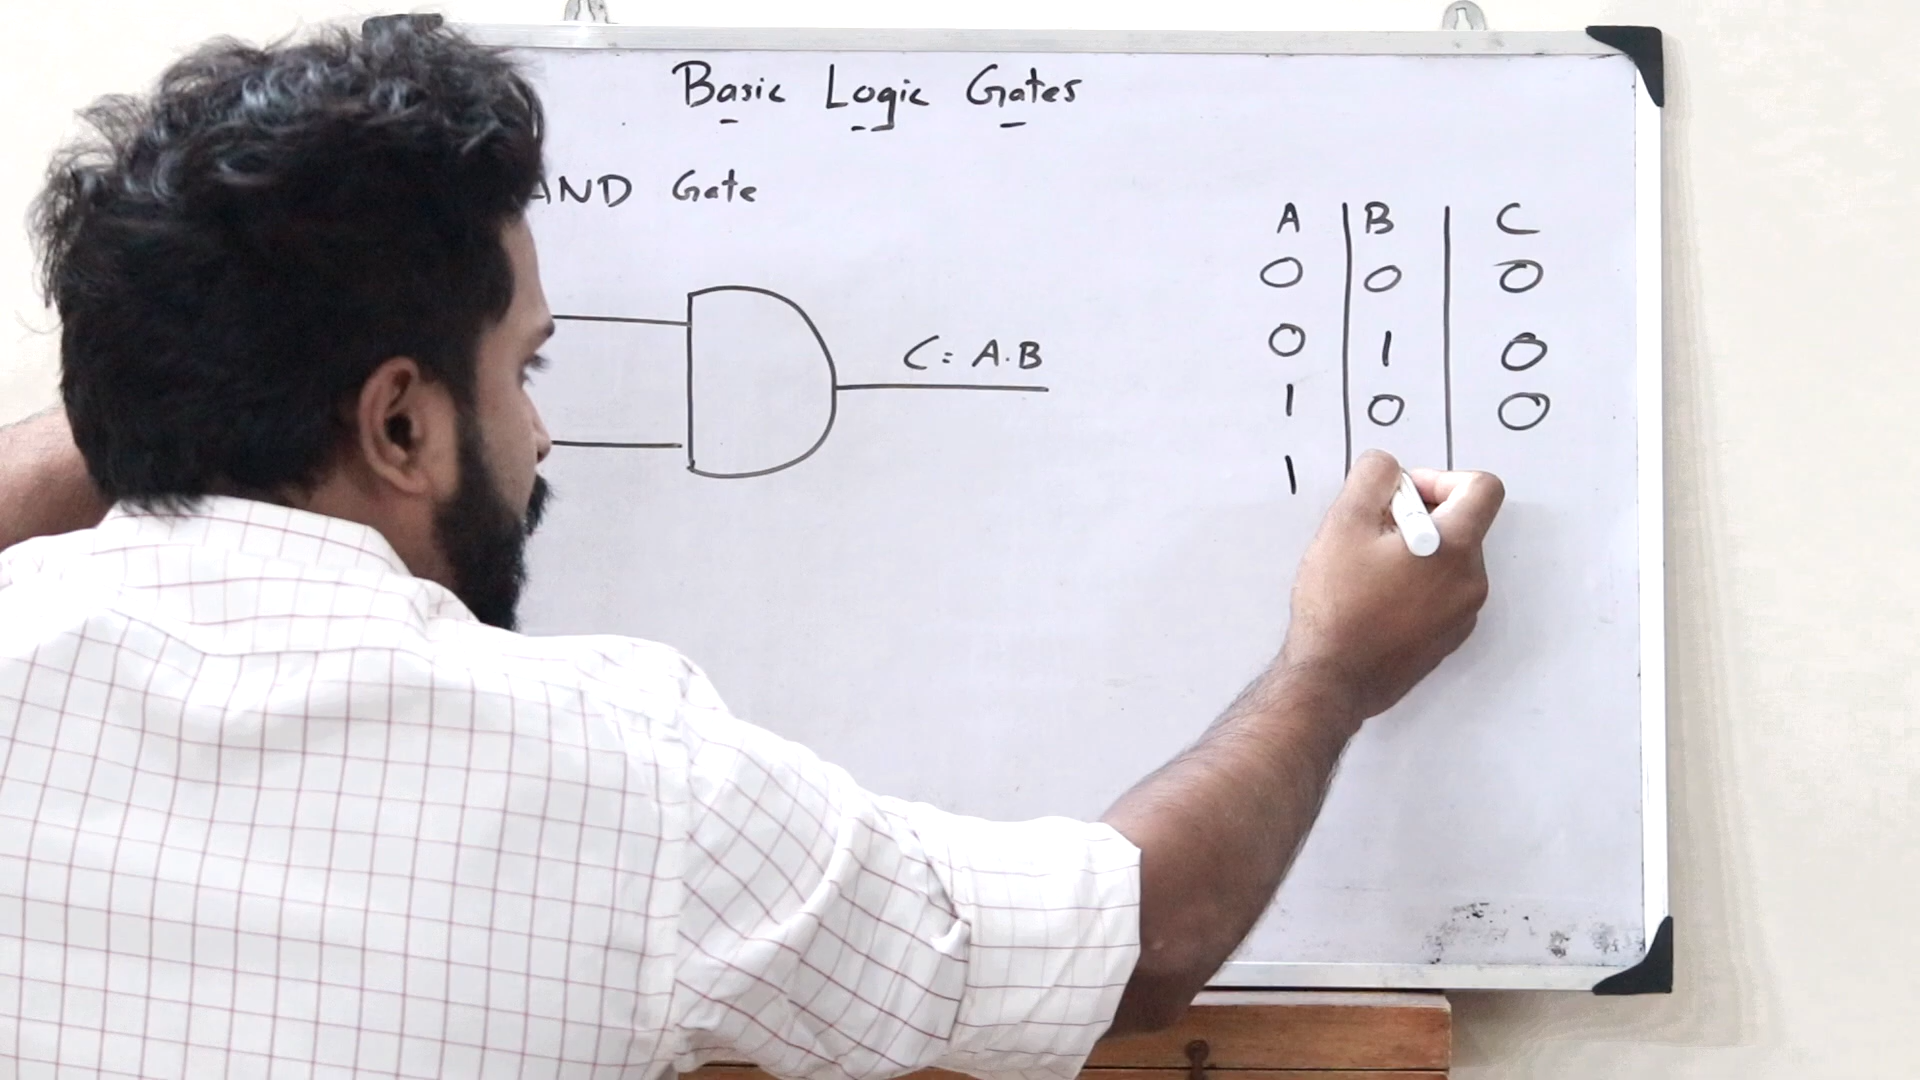 Basic Logic Gates
AND Gate
C = A.B
A B C
0 0 0
0 1 0
1 0 0
1